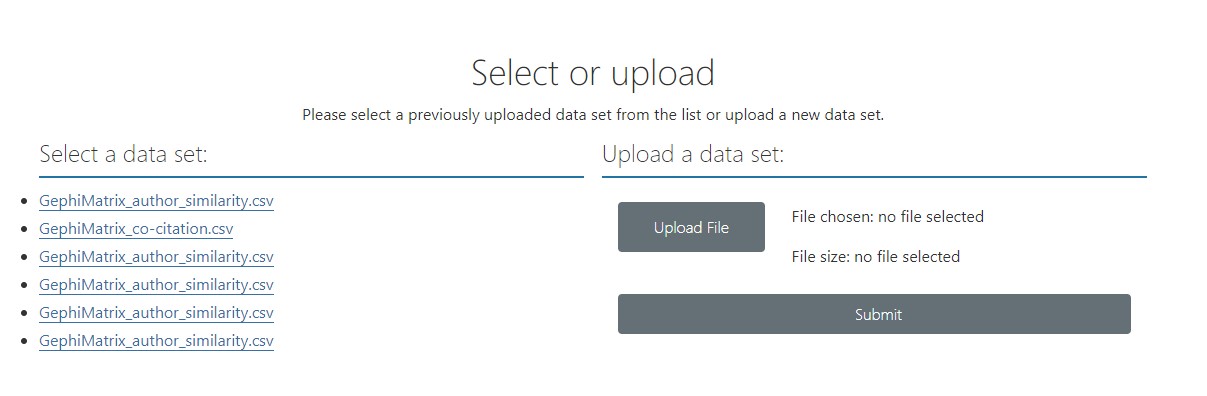 Select or upload
Please select a previously uploaded data set from the list or upload a new data set.
Select a data set:
GephiMatrix_author_similarity.csv
GephiMatrix_co-citation.csv
GephiMatrix_author_similarity.csv
GephiMatrix_author_similarity.csv
GephiMatrix_author_similarity.csv
GephiMatrix_author_similarity.csv
Upload a data set:
Upload File
File chosen: no file selected
File size: no file selected
Submit